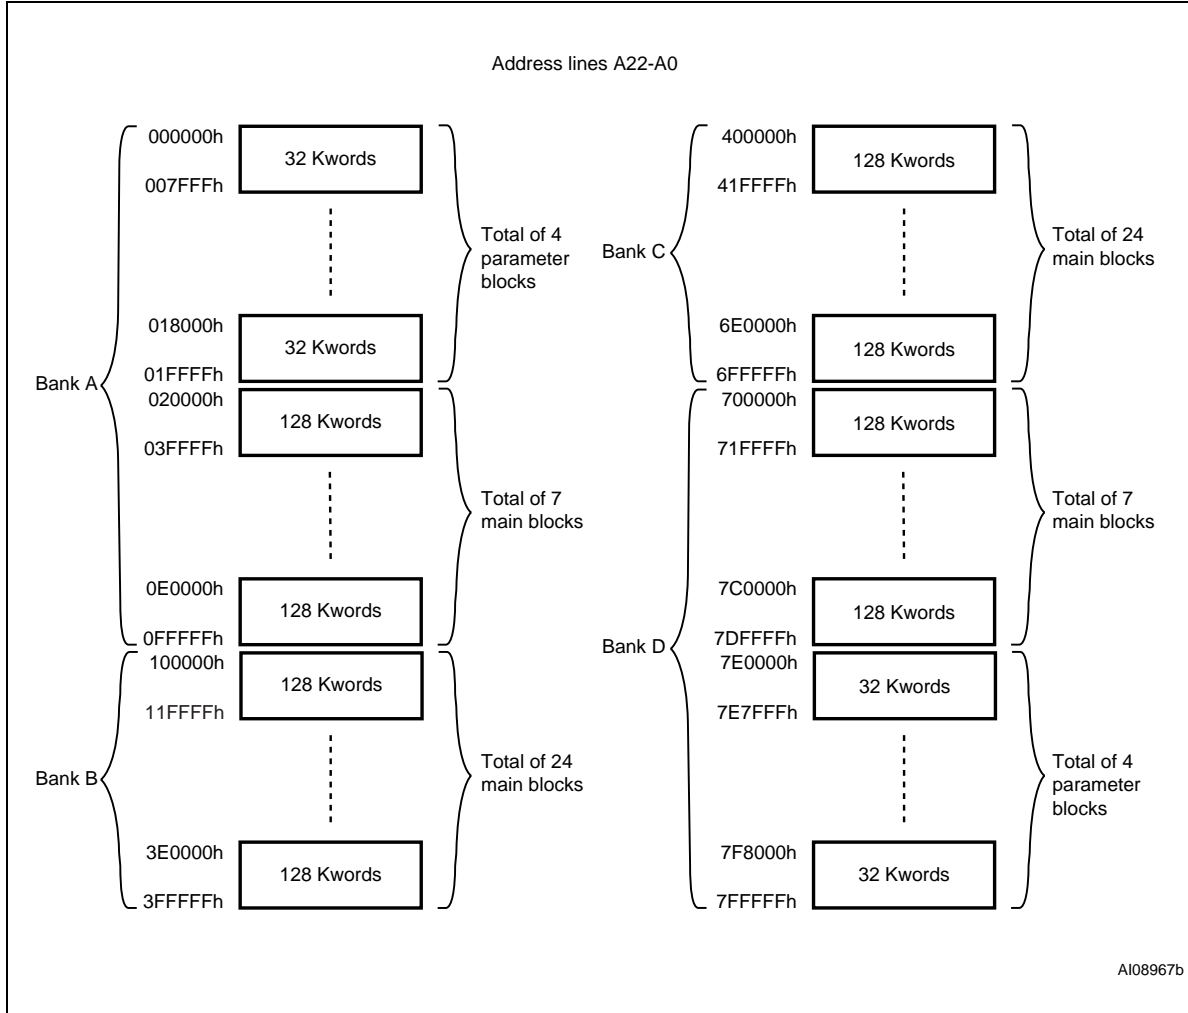 Address lines A22-A0
Bank A
000000h
32 Kwords
007FFFh
Total of 4
parameter
blocks
018000h
32 Kwords
01FFFFh
020000h
128 Kwords
03FFFFh
Total of 7
main blocks
0E0000h
128 Kwords
0FFFFFh
Bank B
100000h
128 Kwords
11FFFFh
Total of 24
main blocks
3E0000h
128 Kwords
3FFFFFh
Bank C
400000h
128 Kwords
41FFFFh
Total of 24
main blocks
6E0000h
128 Kwords
6FFFFFh
Bank D
700000h
128 Kwords
71FFFFh
Total of 7
main blocks
7C0000h
128 Kwords
7DFFFFh
7E0000h
32 Kwords
7E7FFFh
Total of 4
parameter
blocks
7F8000h
32 Kwords
7FFFFFh
AI08967b